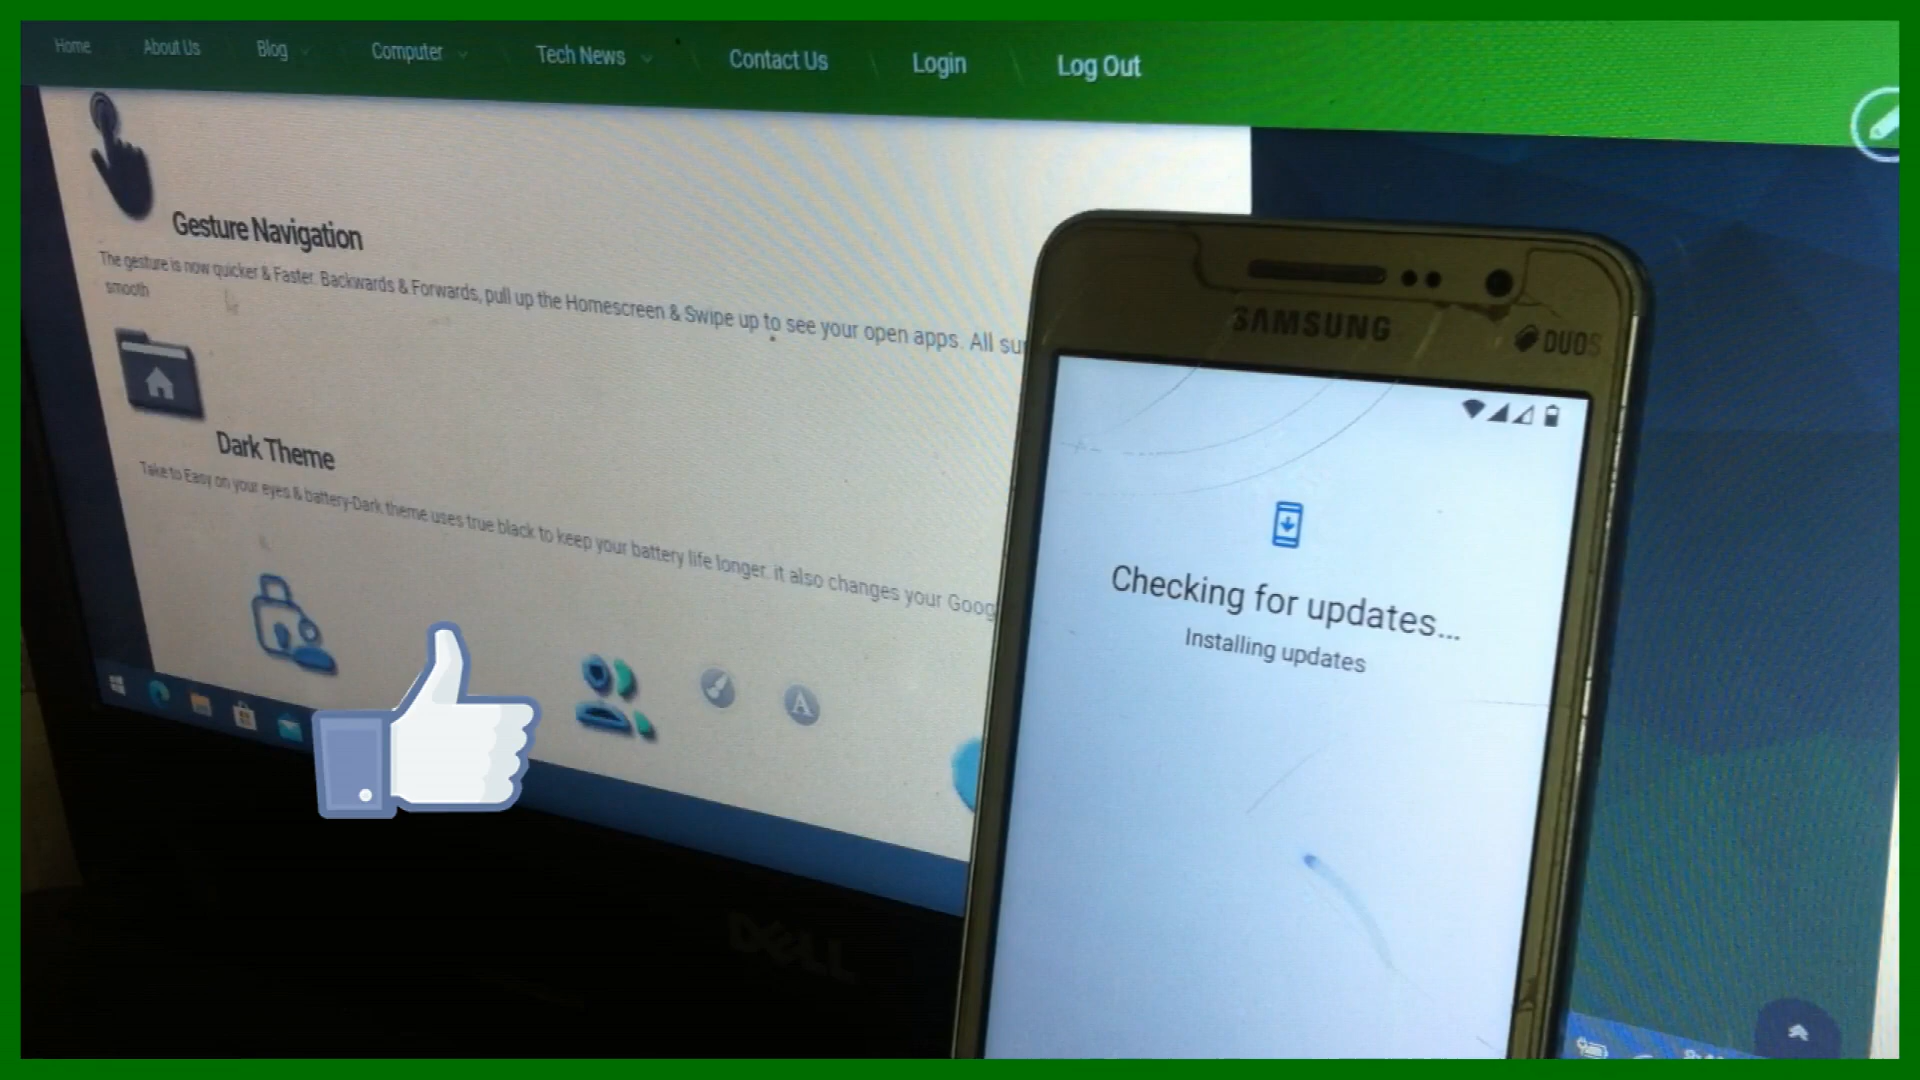 Home About Us Blog Computer Tech News Contact Us Login Log Out
Gesture Navigation
The gesture is now quicker & Faster. Backwards & Forwards, pull up the Homescreen & Swipe up to see your open apps. All
smooth
Dark Theme
Take to Easy on your eyes & battery-Dark theme uses true black to keep your battery life longer. it also changes your Goog
A
DELL
SAMSUNG
DUOS
Checking for updates...
Installing updates